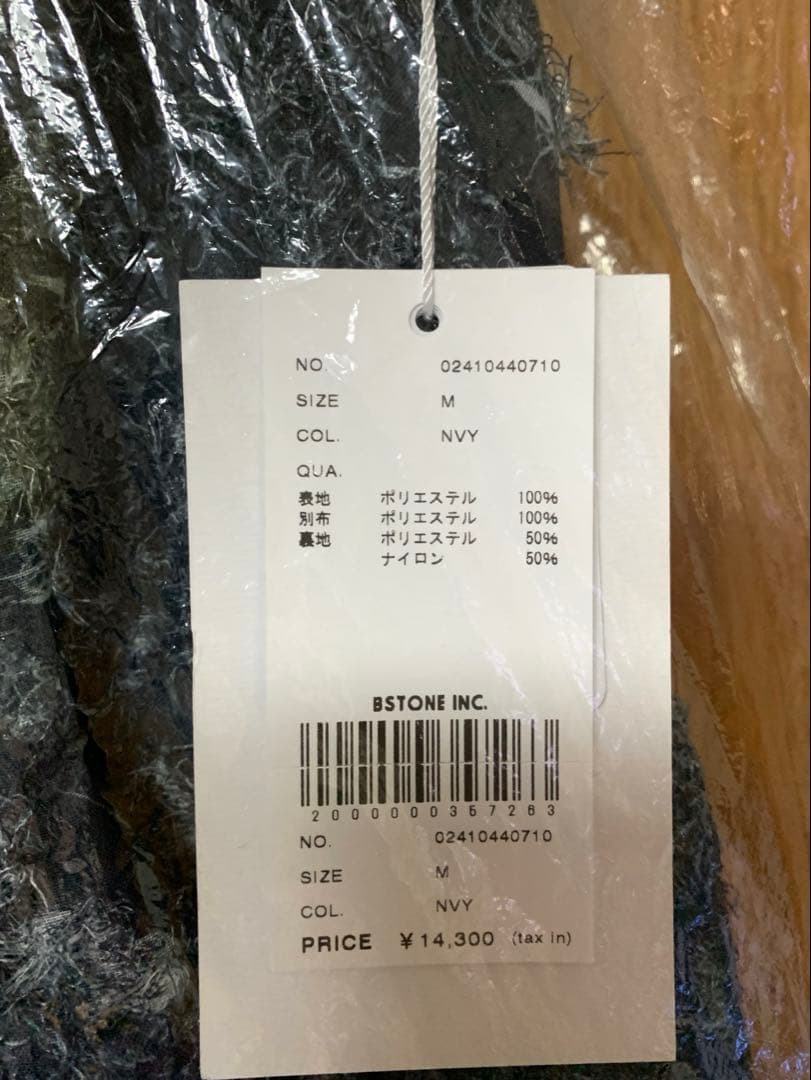 NO. 02410440710
SIZE M
COL. NVY
QUA.
表地 ポリエステル 100%
別布 ポリエステル 100%
裏地 ポリエステル 50%
ナイロン 50%
BSTONE INC.
2000000357263
NO. 02410440710
SIZE M
COL. NVY
PRICE ¥14,300 (tax in)